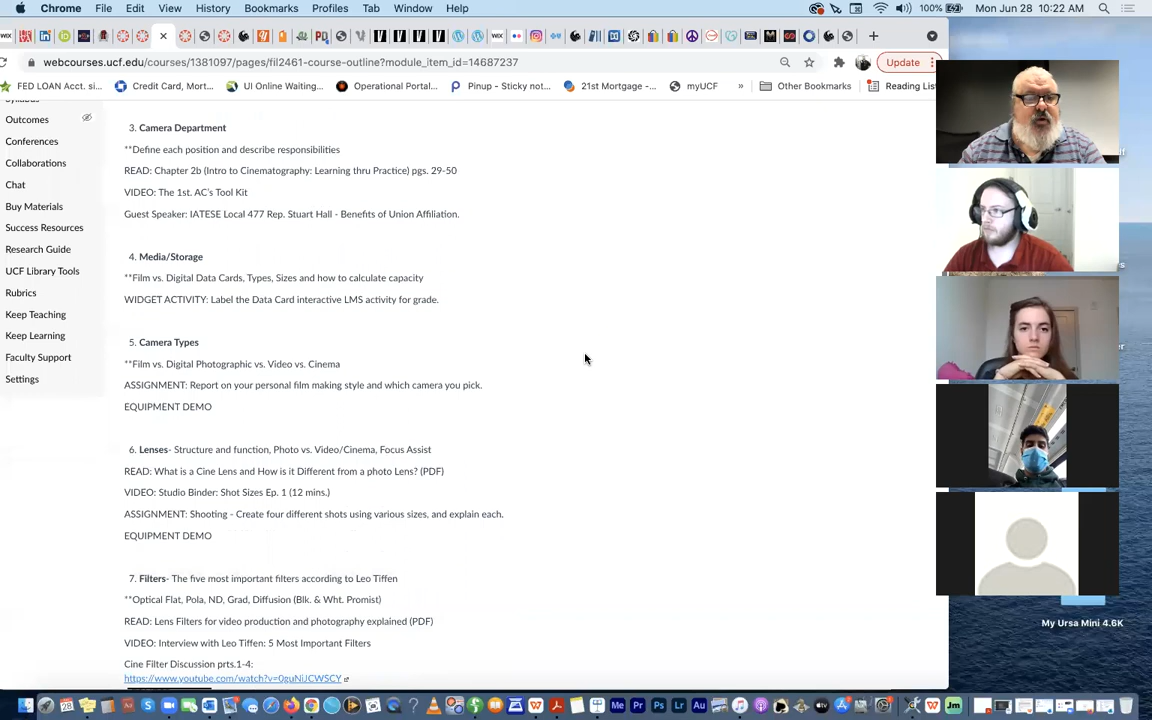 Chrome File Edit View History Bookmarks Profiles Tab Window Help 100% Mon Jun 28 10:22 AM
webcourses.ucf.edu/courses/1381097/pages/fil2461-course-outline?module_item_id=14687237 Update
FED LOAN Acct. si... Credit Card, Mort... UI Online Waiting... Operational Portal... Pinup - Sticky not... 21st Mortgage -... myUCF » Other Bookmarks Reading List
Syllabus
Outcomes
Conferences
Collaborations
Chat
Buy Materials
Success Resources
Research Guide
UCF Library Tools
Rubrics
Keep Teaching
Keep Learning
Faculty Support
Settings
3. Camera Department
**Define each position and describe responsibilities
READ: Chapter 2b (Intro to Cinematography: Learning thru Practice) pgs. 29-50
VIDEO: The 1st. AC's Tool Kit
Guest Speaker: IATESE Local 477 Rep. Stuart Hall - Benefits of Union Affiliation.
4. Media/Storage
**Film vs. Digital Data Cards, Types, Sizes and how to calculate capacity
WIDGET ACTIVITY: Label the Data Card interactive LMS activity for grade.
5. Camera Types
**Film vs. Digital Photographic vs. Video vs. Cinema
ASSIGNMENT: Report on your personal film making style and which camera you pick.
EQUIPMENT DEMO
6. Lenses- Structure and function, Photo vs. Video/Cinema, Focus Assist
READ: What is a Cine Lens and How is it Different from a photo Lens? (PDF)
VIDEO: Studio Binder: Shot Sizes Ep. 1 (12 mins.)
ASSIGNMENT: Shooting - Create four different shots using various sizes, and explain each.
EQUIPMENT DEMO
7. Filters- The five most important filters according to Leo Tiffen
**Optical Flat, Pola, ND, Grad, Diffusion (Blk. & Wht. Promist)
READ: Lens Filters for video production and photography explained (PDF)
VIDEO: Interview with Leo Tiffen: 5 Most Important Filters
Cine Filter Discussion prts.1-4:
https://www.youtube.com/watch?v=0guNiJCWSCY
My Ursa Mini 4.6K